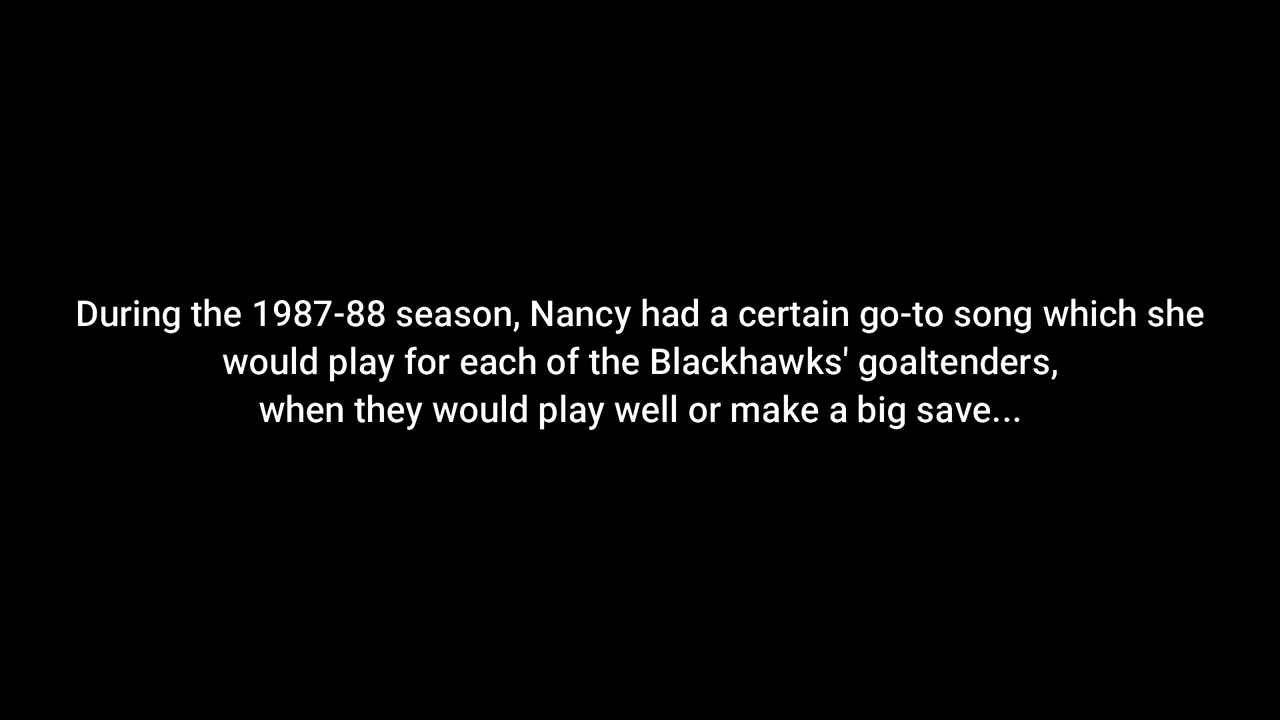 During the 1987-88 season, Nancy had a certain go-to song which she
would play for each of the Blackhawks' goaltenders,
when they would play well or make a big save...